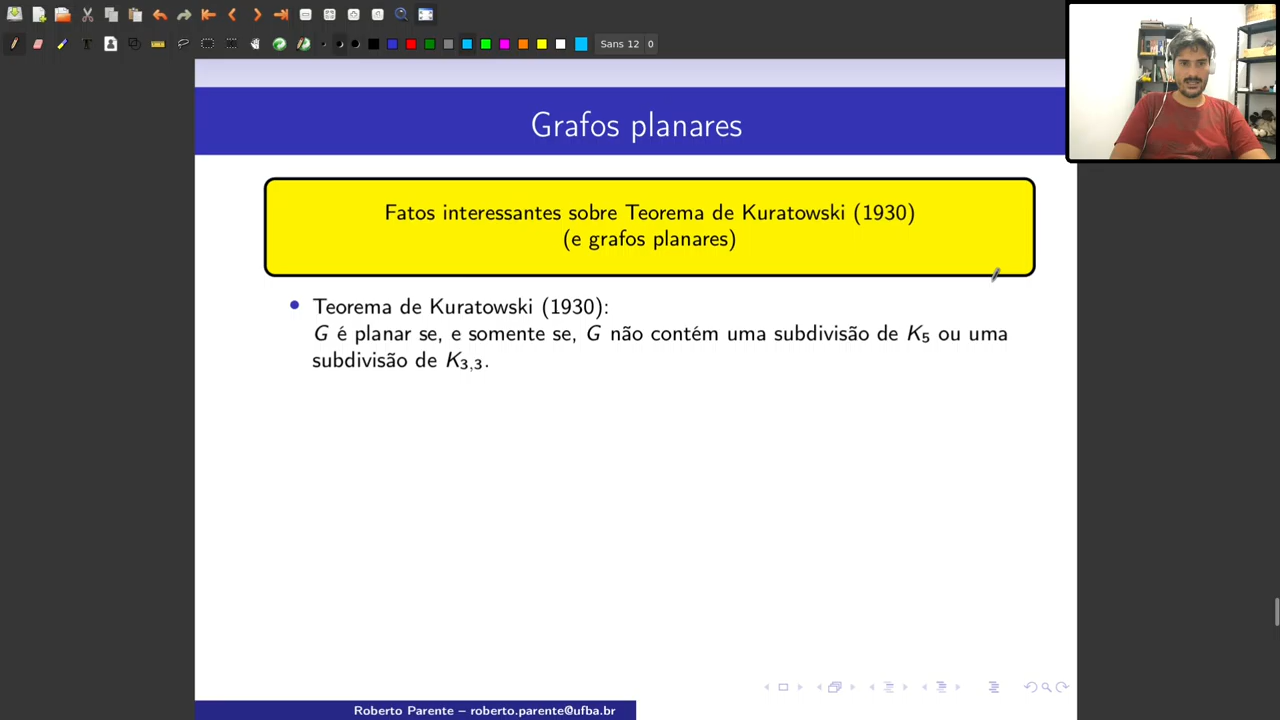 Sans 12 0
Grafos planares
Fatos interessantes sobre Teorema de Kuratowski (1930)
(e grafos planares)
• Teorema de Kuratowski (1930):
G é planar se, e somente se, G não contém uma subdivisão de K₅ ou uma
subdivisão de K₃,₃.
Roberto Parente – roberto.parente@ufba.br